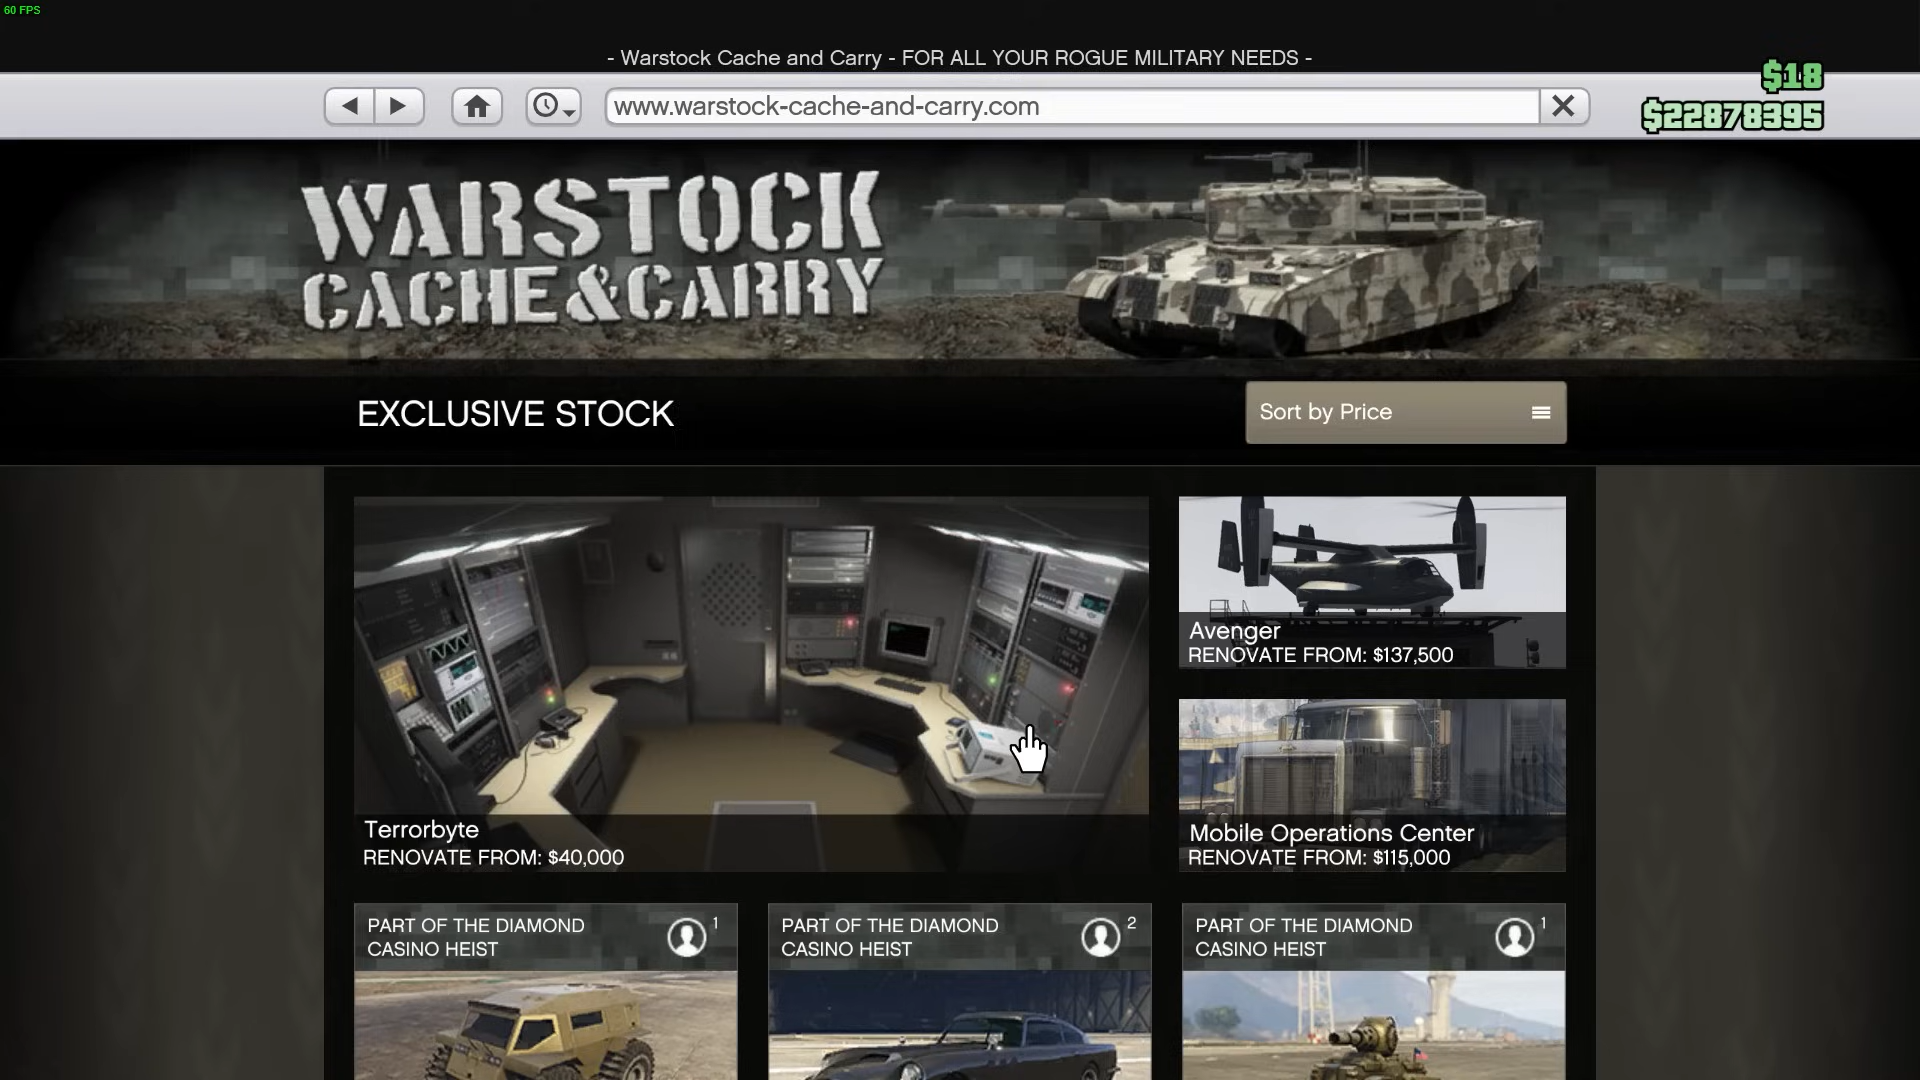 60 FPS
- Warstock Cache and Carry - FOR ALL YOUR ROGUE MILITARY NEEDS -
$18
www.warstock-cache-and-carry.com
$22878395
WARSTOCK
CACHE & CARRY
EXCLUSIVE STOCK
Sort by Price
Avenger
RENOVATE FROM: $137,500
Terrorbyte
RENOVATE FROM: $40,000
Mobile Operations Center
RENOVATE FROM: $115,000
PART OF THE DIAMOND
CASINO HEIST
1
PART OF THE DIAMOND
CASINO HEIST
2
PART OF THE DIAMOND
CASINO HEIST
1